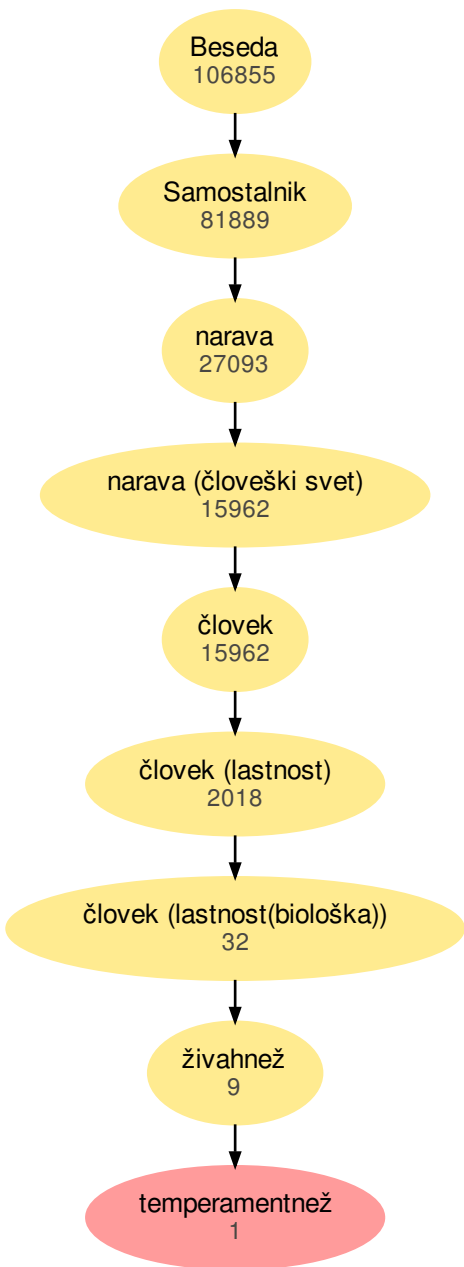 Beseda
106855
Samostalnik
81889
narava
27093
narava (človeški svet)
15962
človek
15962
človek (lastnost)
2018
človek (lastnost(biološka))
32
živahnež
9
temperamentnež
1